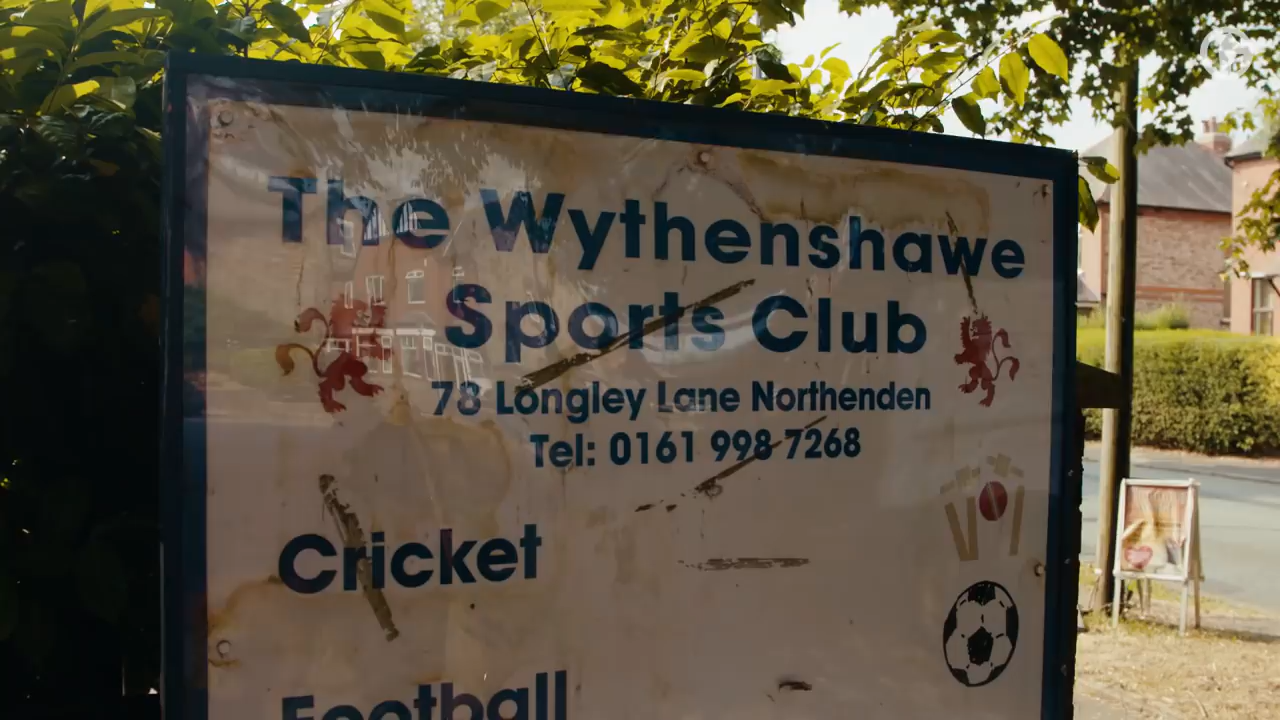 The Wythenshawe
Sports Club
78 Longley Lane Northenden
Tel: 0161 998 7268
Cricket
Football